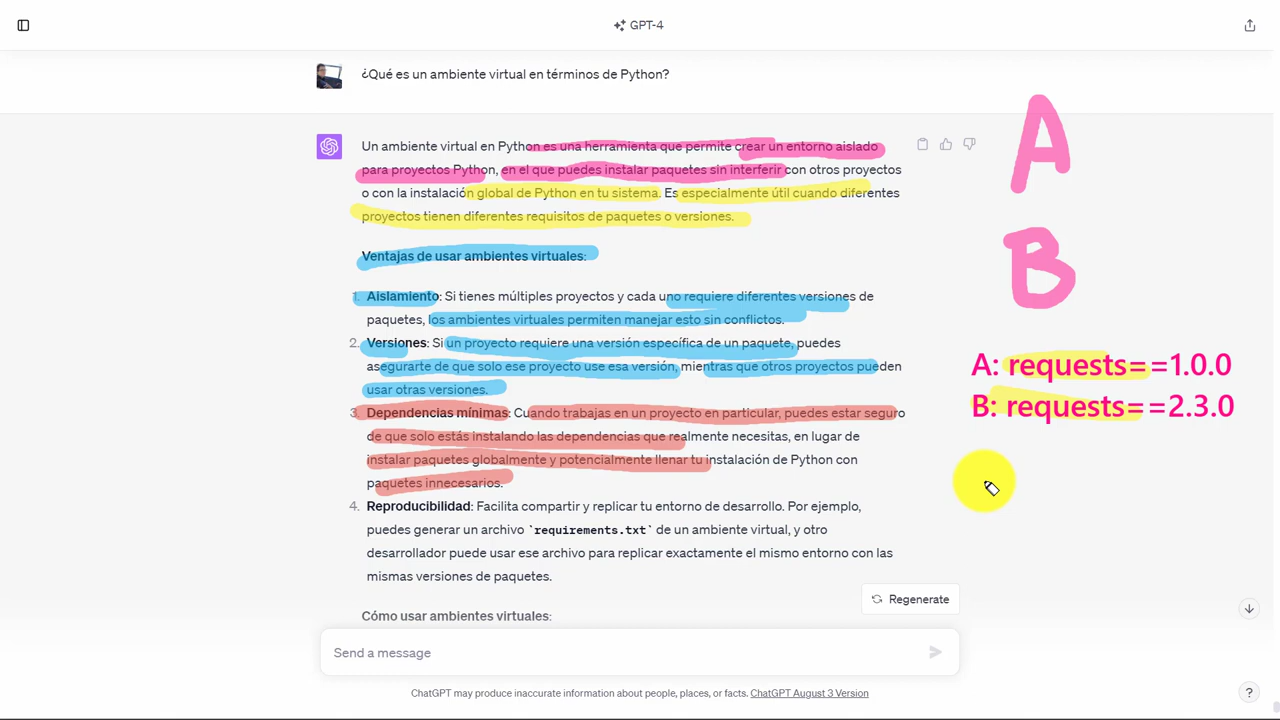 GPT-4
¿Qué es un ambiente virtual en términos de Python?
Un ambiente virtual en Python es una herramienta que permite crear un entorno aislado
para proyectos Python, en el que puedes instalar paquetes sin interferir con otros proyectos
o con la instalación global de Python en tu sistema. Es especialmente útil cuando diferentes
proyectos tienen diferentes requisitos de paquetes o versiones.
Ventajas de usar ambientes virtuales:
1. Aislamiento: Si tienes múltiples proyectos y cada uno requiere diferentes versiones de
paquetes, los ambientes virtuales permiten manejar esto sin conflictos.
2. Versiones: Si un proyecto requiere una versión específica de un paquete, puedes
asegurarte de que solo ese proyecto use esa versión, mientras que otros proyectos pueden
usar otras versiones.
3. Dependencias mínimas: Cuando trabajas en un proyecto en particular, puedes estar seguro
de que solo estás instalando las dependencias que realmente necesitas, en lugar de
instalar paquetes globalmente y potencialmente llenar tu instalación de Python con
paquetes innecesarios.
4. Reproducibilidad: Facilita compartir y replicar tu entorno de desarrollo. Por ejemplo,
puedes generar un archivo `requirements.txt` de un ambiente virtual, y otro
desarrollador puede usar ese archivo para replicar exactamente el mismo entorno con las
mismas versiones de paquetes.
Cómo usar ambientes virtuales:
A
B
A: requests==1.0.0
B: requests==2.3.0
Regenerate
Send a message
ChatGPT may produce inaccurate information about people, places, or facts. ChatGPT August 3 Version
?